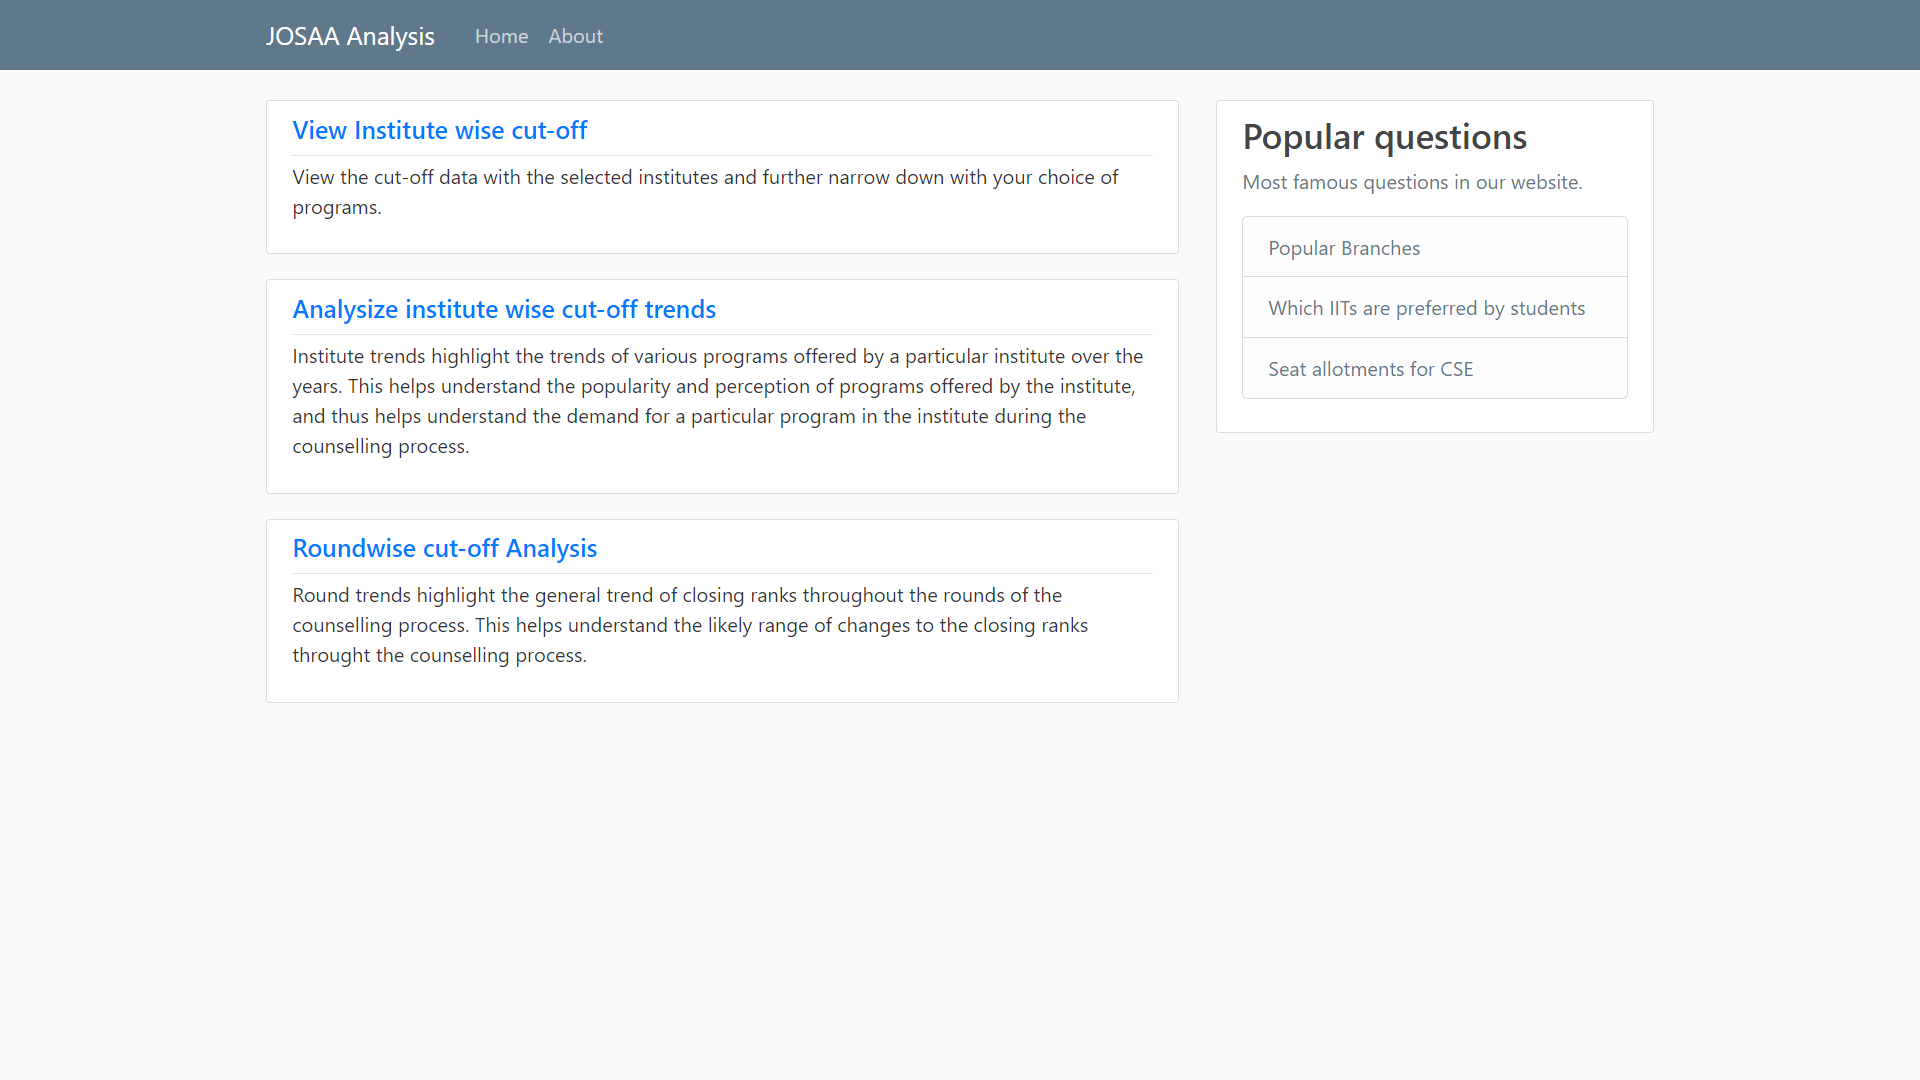 JOSAA Analysis
Home
About
View Institute wise cut-off
View the cut-off data with the selected institutes and further narrow down with your choice of
programs.
Analysize institute wise cut-off trends
Institute trends highlight the trends of various programs offered by a particular institute over the
years. This helps understand the popularity and perception of programs offered by the institute,
and thus helps understand the demand for a particular program in the institute during the
counselling process.
Roundwise cut-off Analysis
Round trends highlight the general trend of closing ranks throughout the rounds of the
counselling process. This helps understand the likely range of changes to the closing ranks
throught the counselling process.
Popular questions
Most famous questions in our website.
Popular Branches
Which IITs are preferred by students
Seat allotments for CSE